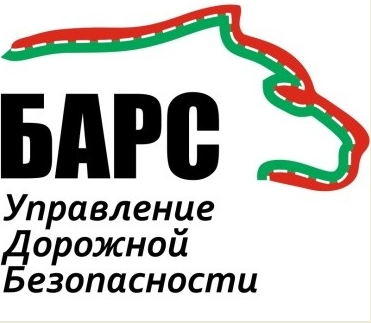 БАРС
Управление
Дорожной
Безопасности